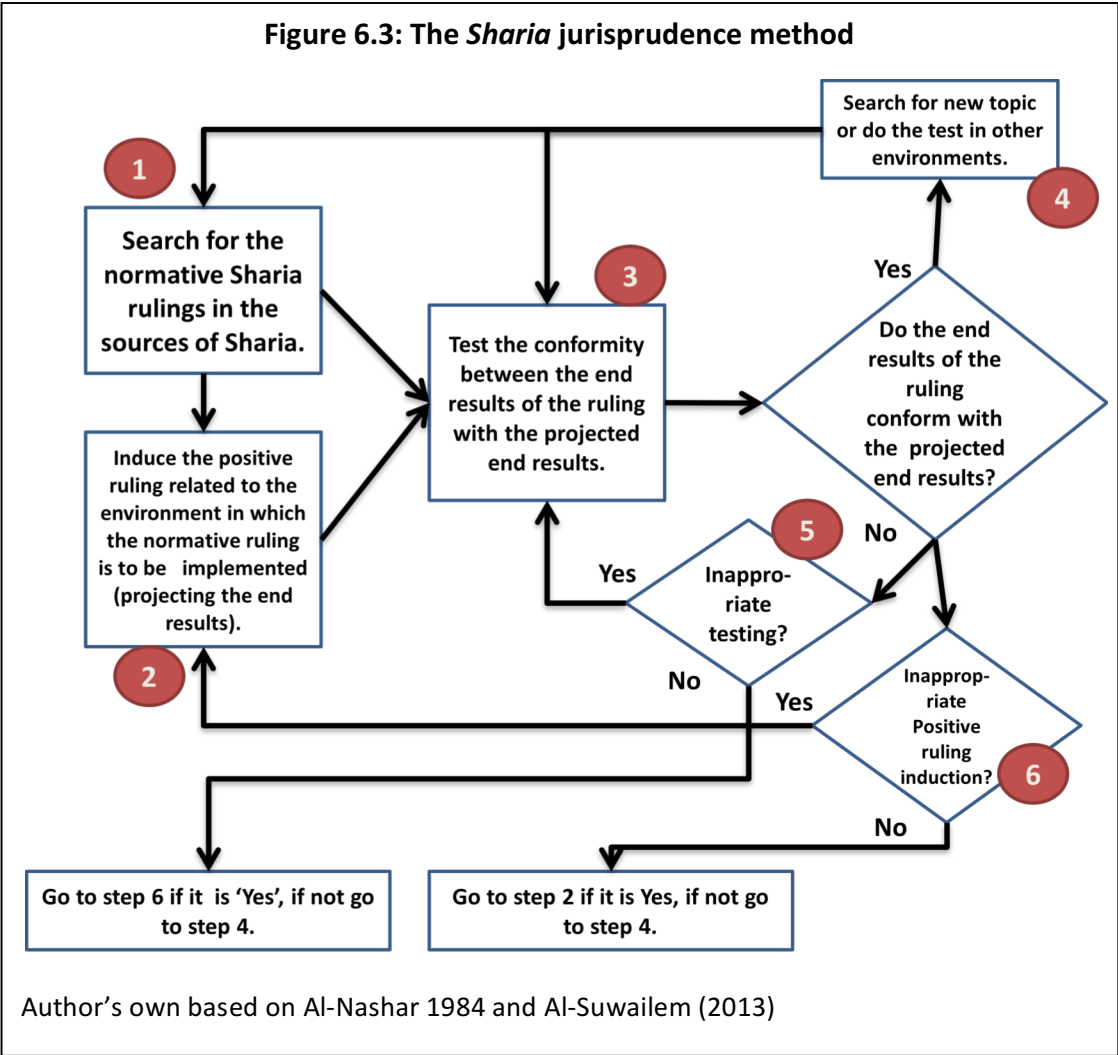 Figure 6.3: The Sharia jurisprudence method
Search for new topic
or do the test in other
environments.
4
1
Search for the
normative Sharia
rulings in the
sources of Sharia.
3
Test the conformity
between the end
results of the ruling
with the projected
end results.
Yes
Do the end
results of the
ruling
conform with
the projected
end results?
No
Induce the positive
ruling related to the
environment in which
the normative ruling
is to be implemented
(projecting the end
results).
2
5
Yes
Inappro-
riate
testing?
No
Yes
Inapprop-
riate
Positive
ruling
induction?
6
No
Go to step 6 if it is ‘Yes’, if not go
to step 4.
Go to step 2 if it is Yes, if not go
to step 4.
Author’s own based on Al-Nashar 1984 and Al-Suwailem (2013)